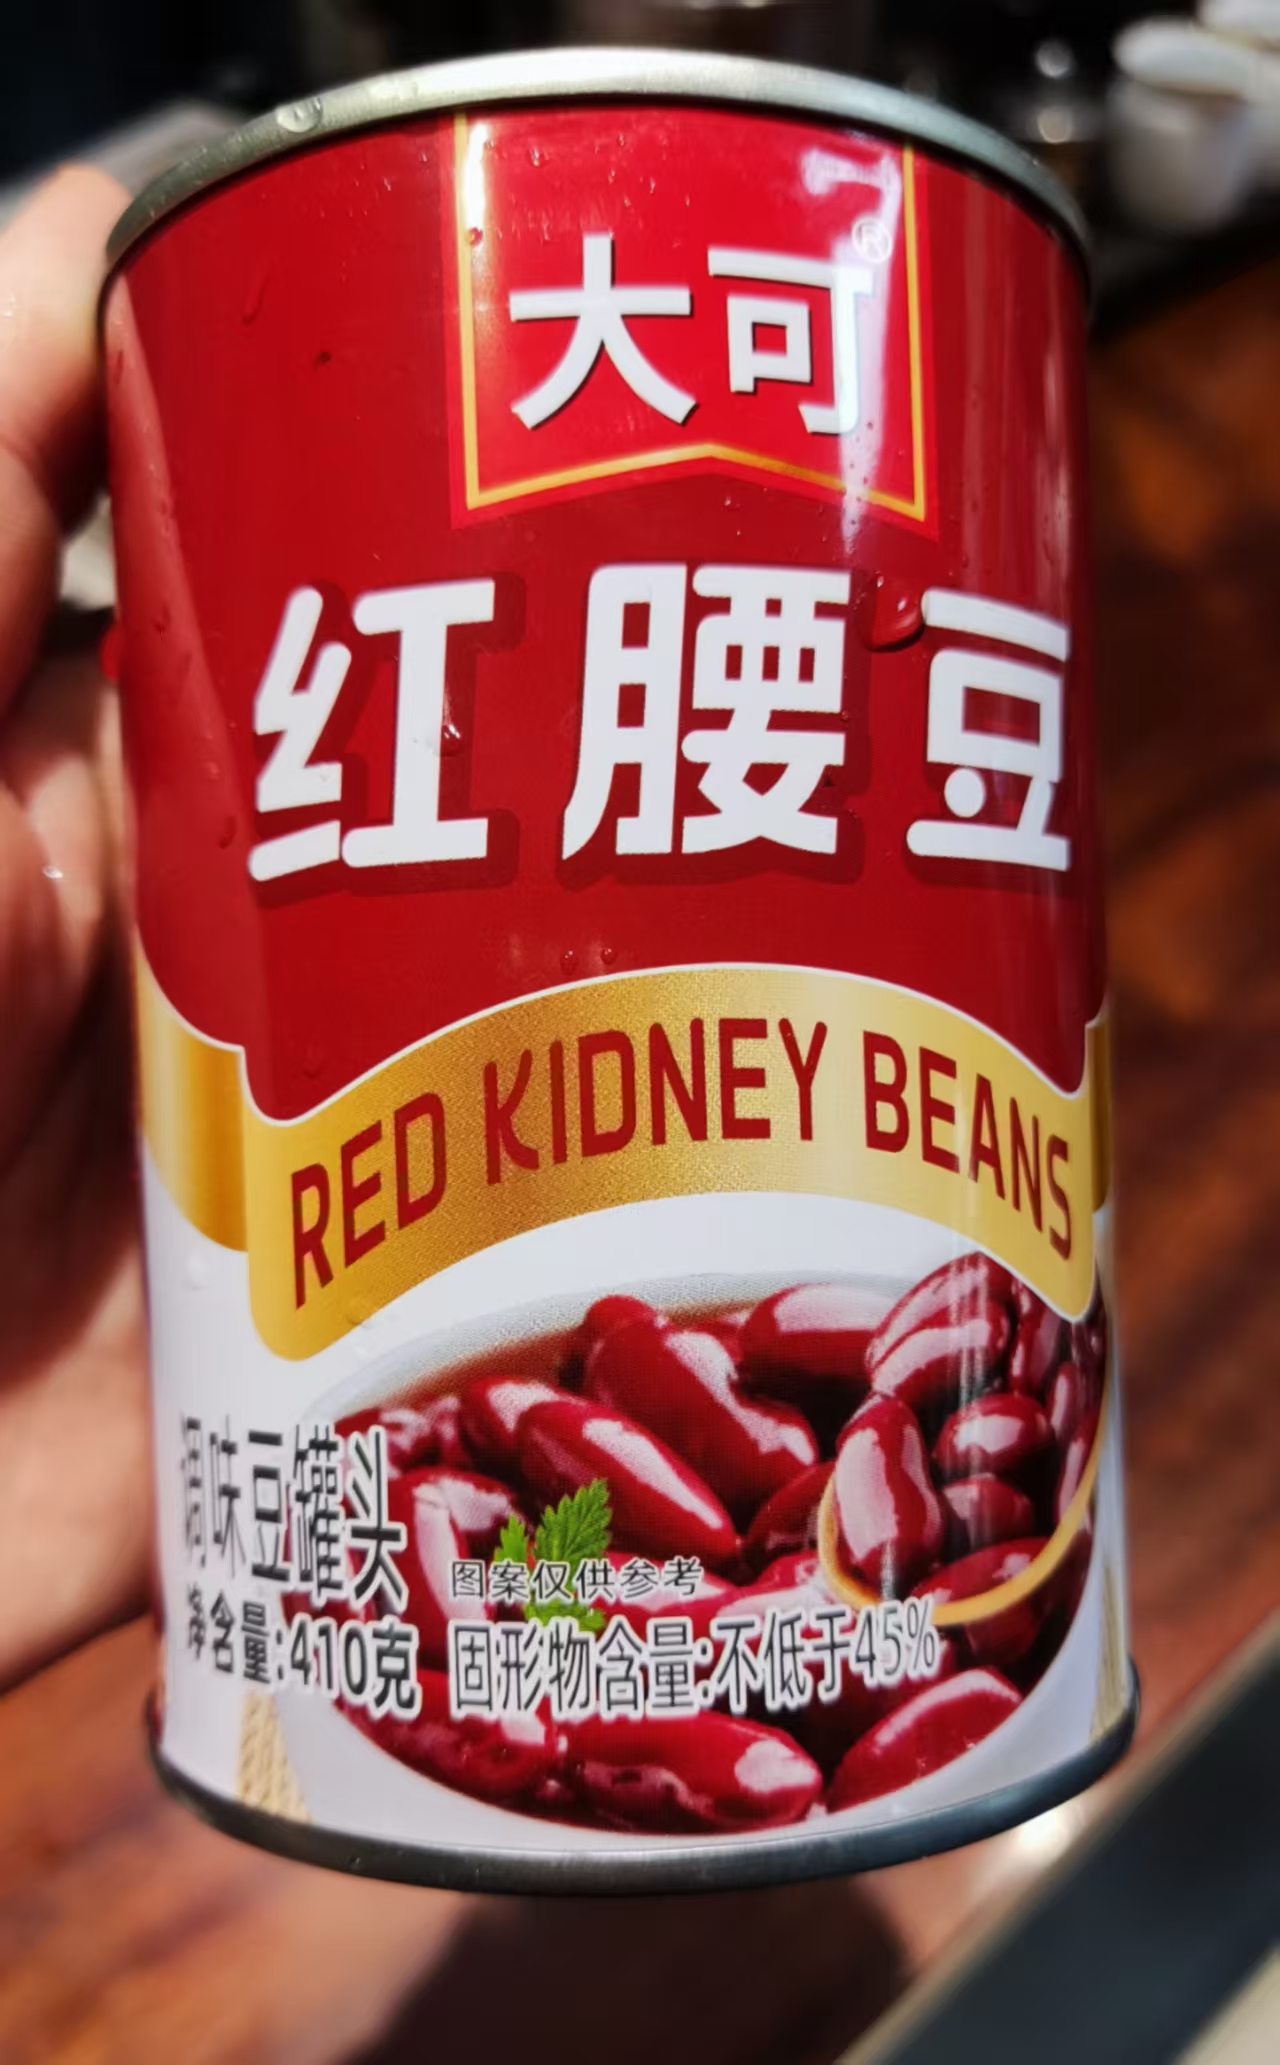 大可®
红腰豆
RED KIDNEY BEANS
调味豆罐头
图案仅供参考
净含量:410克
固形物含量:不低于45%